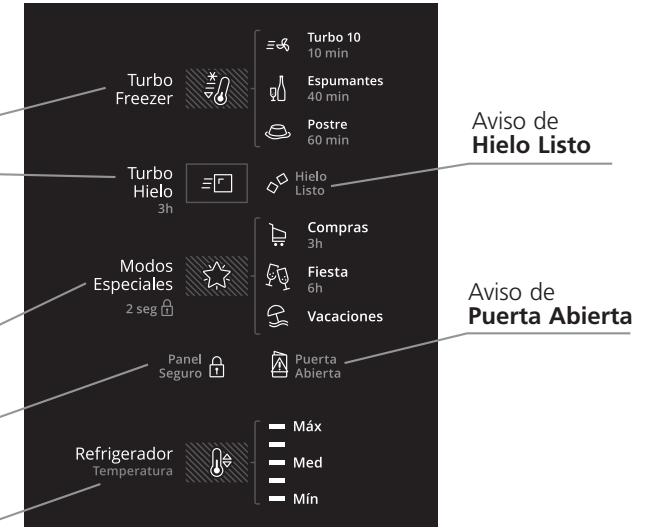 Turbo
Freezer
Turbo 10
10 min
Espumantes
40 min
Postre
60 min
Turbo
Hielo
3h
Hielo
Listo
Aviso de
Hielo Listo
Modos
Especiales
2 seg
Compras
3h
Fiesta
6h
Vacaciones
Panel
Seguro
Puerta
Abierta
Aviso de
Puerta Abierta
Refrigerador
Temperatura
Máx
Med
Mín